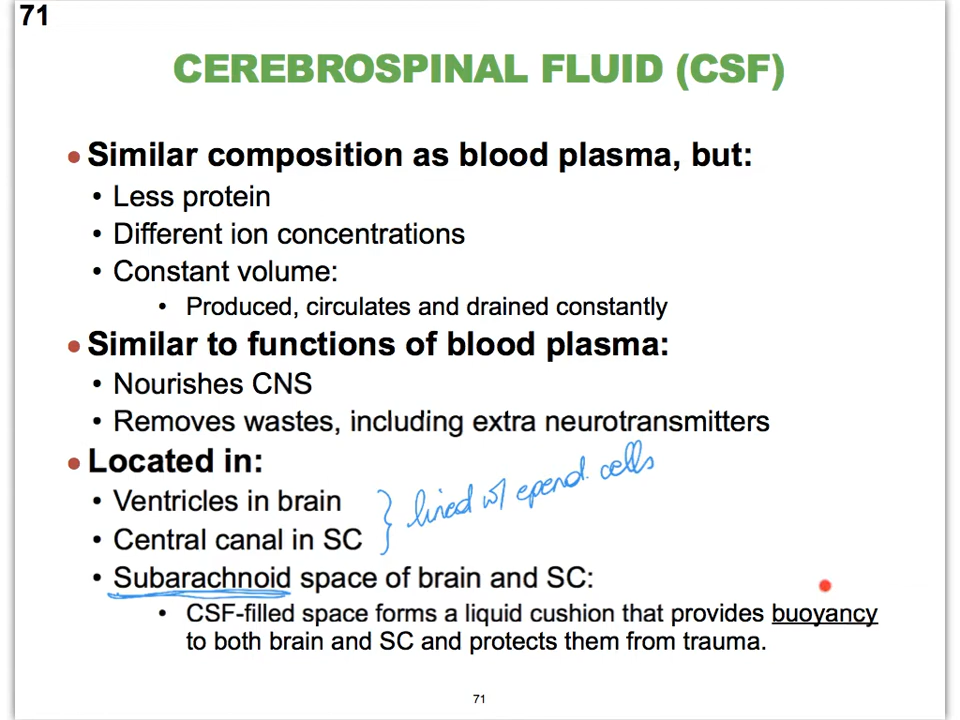 71
CEREBROSPINAL FLUID (CSF)
• Similar composition as blood plasma, but:
• Less protein
• Different ion concentrations
• Constant volume:
• Produced, circulates and drained constantly
• Similar to functions of blood plasma:
• Nourishes CNS
• Removes wastes, including extra neurotransmitters
• Located in:
• Ventricles in brain
• Central canal in SC
} lined w/ epend. cells
• Subarachnoid space of brain and SC:
• CSF-filled space forms a liquid cushion that provides buoyancy
to both brain and SC and protects them from trauma.
71